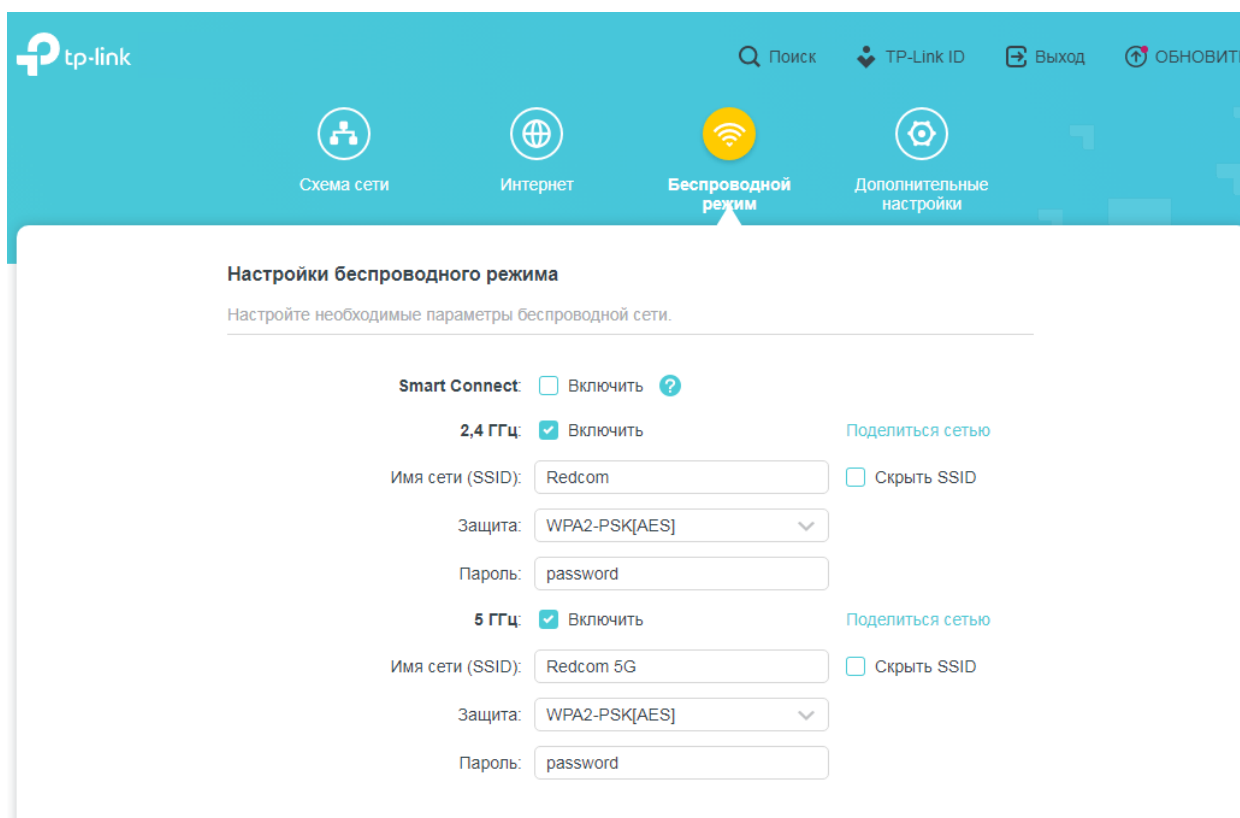 tp-link
Поиск TP-Link ID Выход ОБНОВИТЬ
Схема сети Интернет Беспроводной режим Дополнительные настройки
Настройки беспроводного режима
Настройте необходимые параметры беспроводной сети.
Smart Connect: Включить ?
2,4 ГГц: Включить Поделиться сетью
Имя сети (SSID): Redcom Скрыть SSID
Защита: WPA2-PSK[AES]
Пароль: password
5 ГГц: Включить Поделиться сетью
Имя сети (SSID): Redcom 5G Скрыть SSID
Защита: WPA2-PSK[AES]
Пароль: password